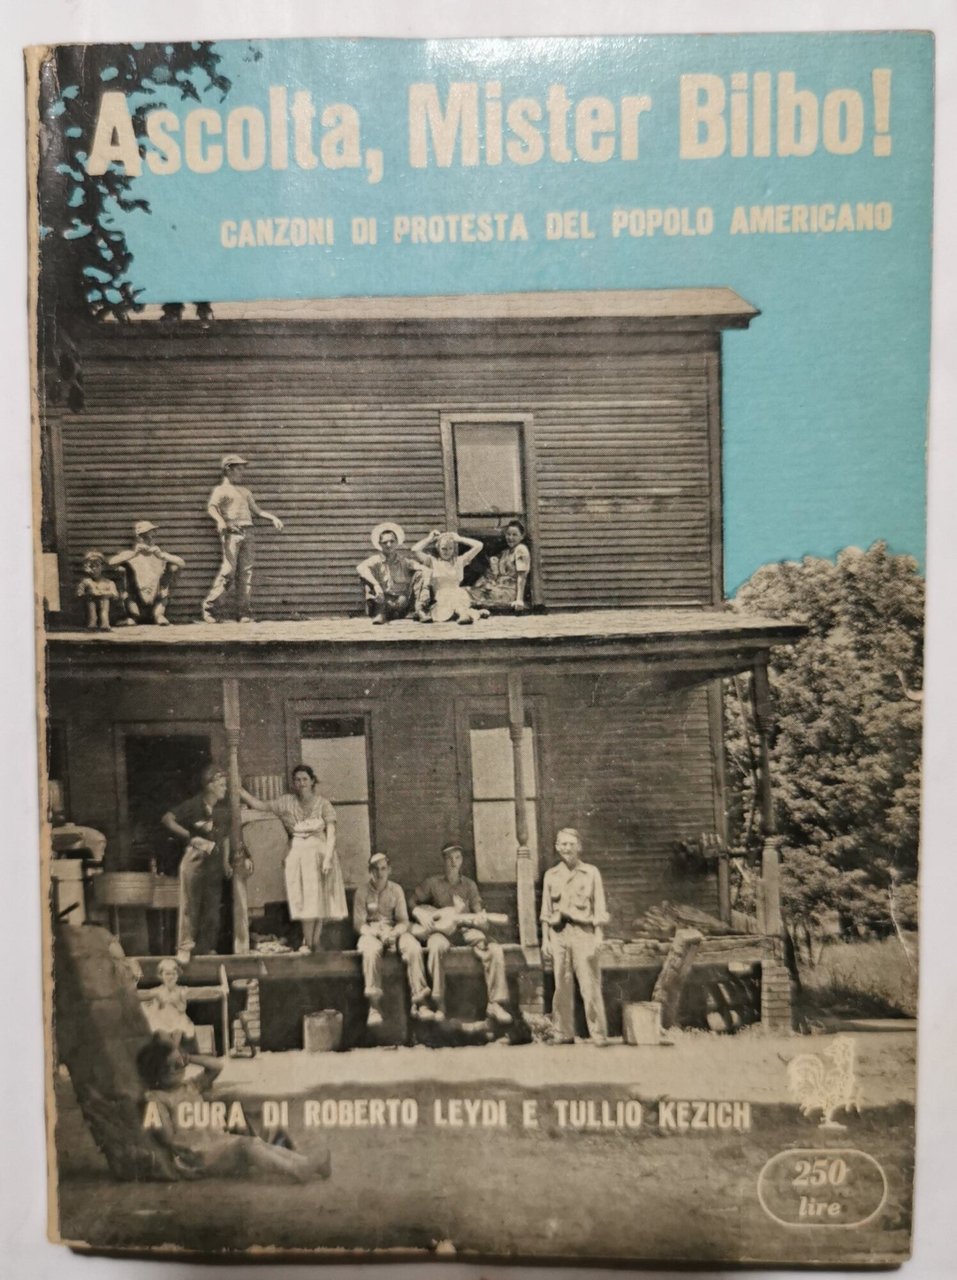 Ascolta, Mister Bilbo!
CANZONI DI PROTESTA DEL POPOLO AMERICANO
A CURA DI ROBERTO LEYDI E TULLIO KEZICH
250
lire